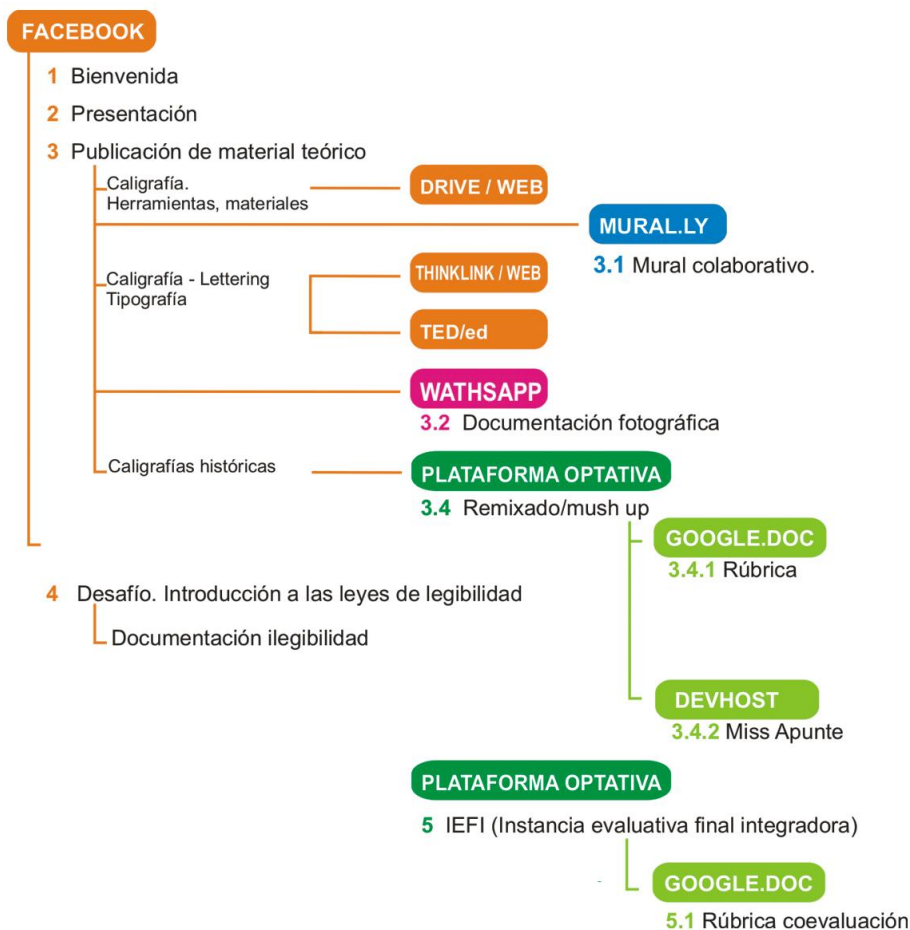 FACEBOOK
1 Bienvenida
2 Presentación
3 Publicación de material teórico
Caligrafía.
Herramientas, materiales
DRIVE / WEB
MURAL.LY
3.1 Mural colaborativo.
Caligrafía - Lettering
Tipografía
THINKLINK / WEB
TED/ed
WATHSAPP
3.2 Documentación fotográfica
Caligrafías históricas
PLATAFORMA OPTATIVA
3.4 Remixado/mush up
GOOGLE.DOC
3.4.1 Rúbrica
4 Desafío. Introducción a las leyes de legibilidad
Documentación ilegibilidad
DEVHOST
3.4.2 Miss Apunte
PLATAFORMA OPTATIVA
5 IEFI (Instancia evaluativa final integradora)
GOOGLE.DOC
5.1 Rúbrica coevaluación